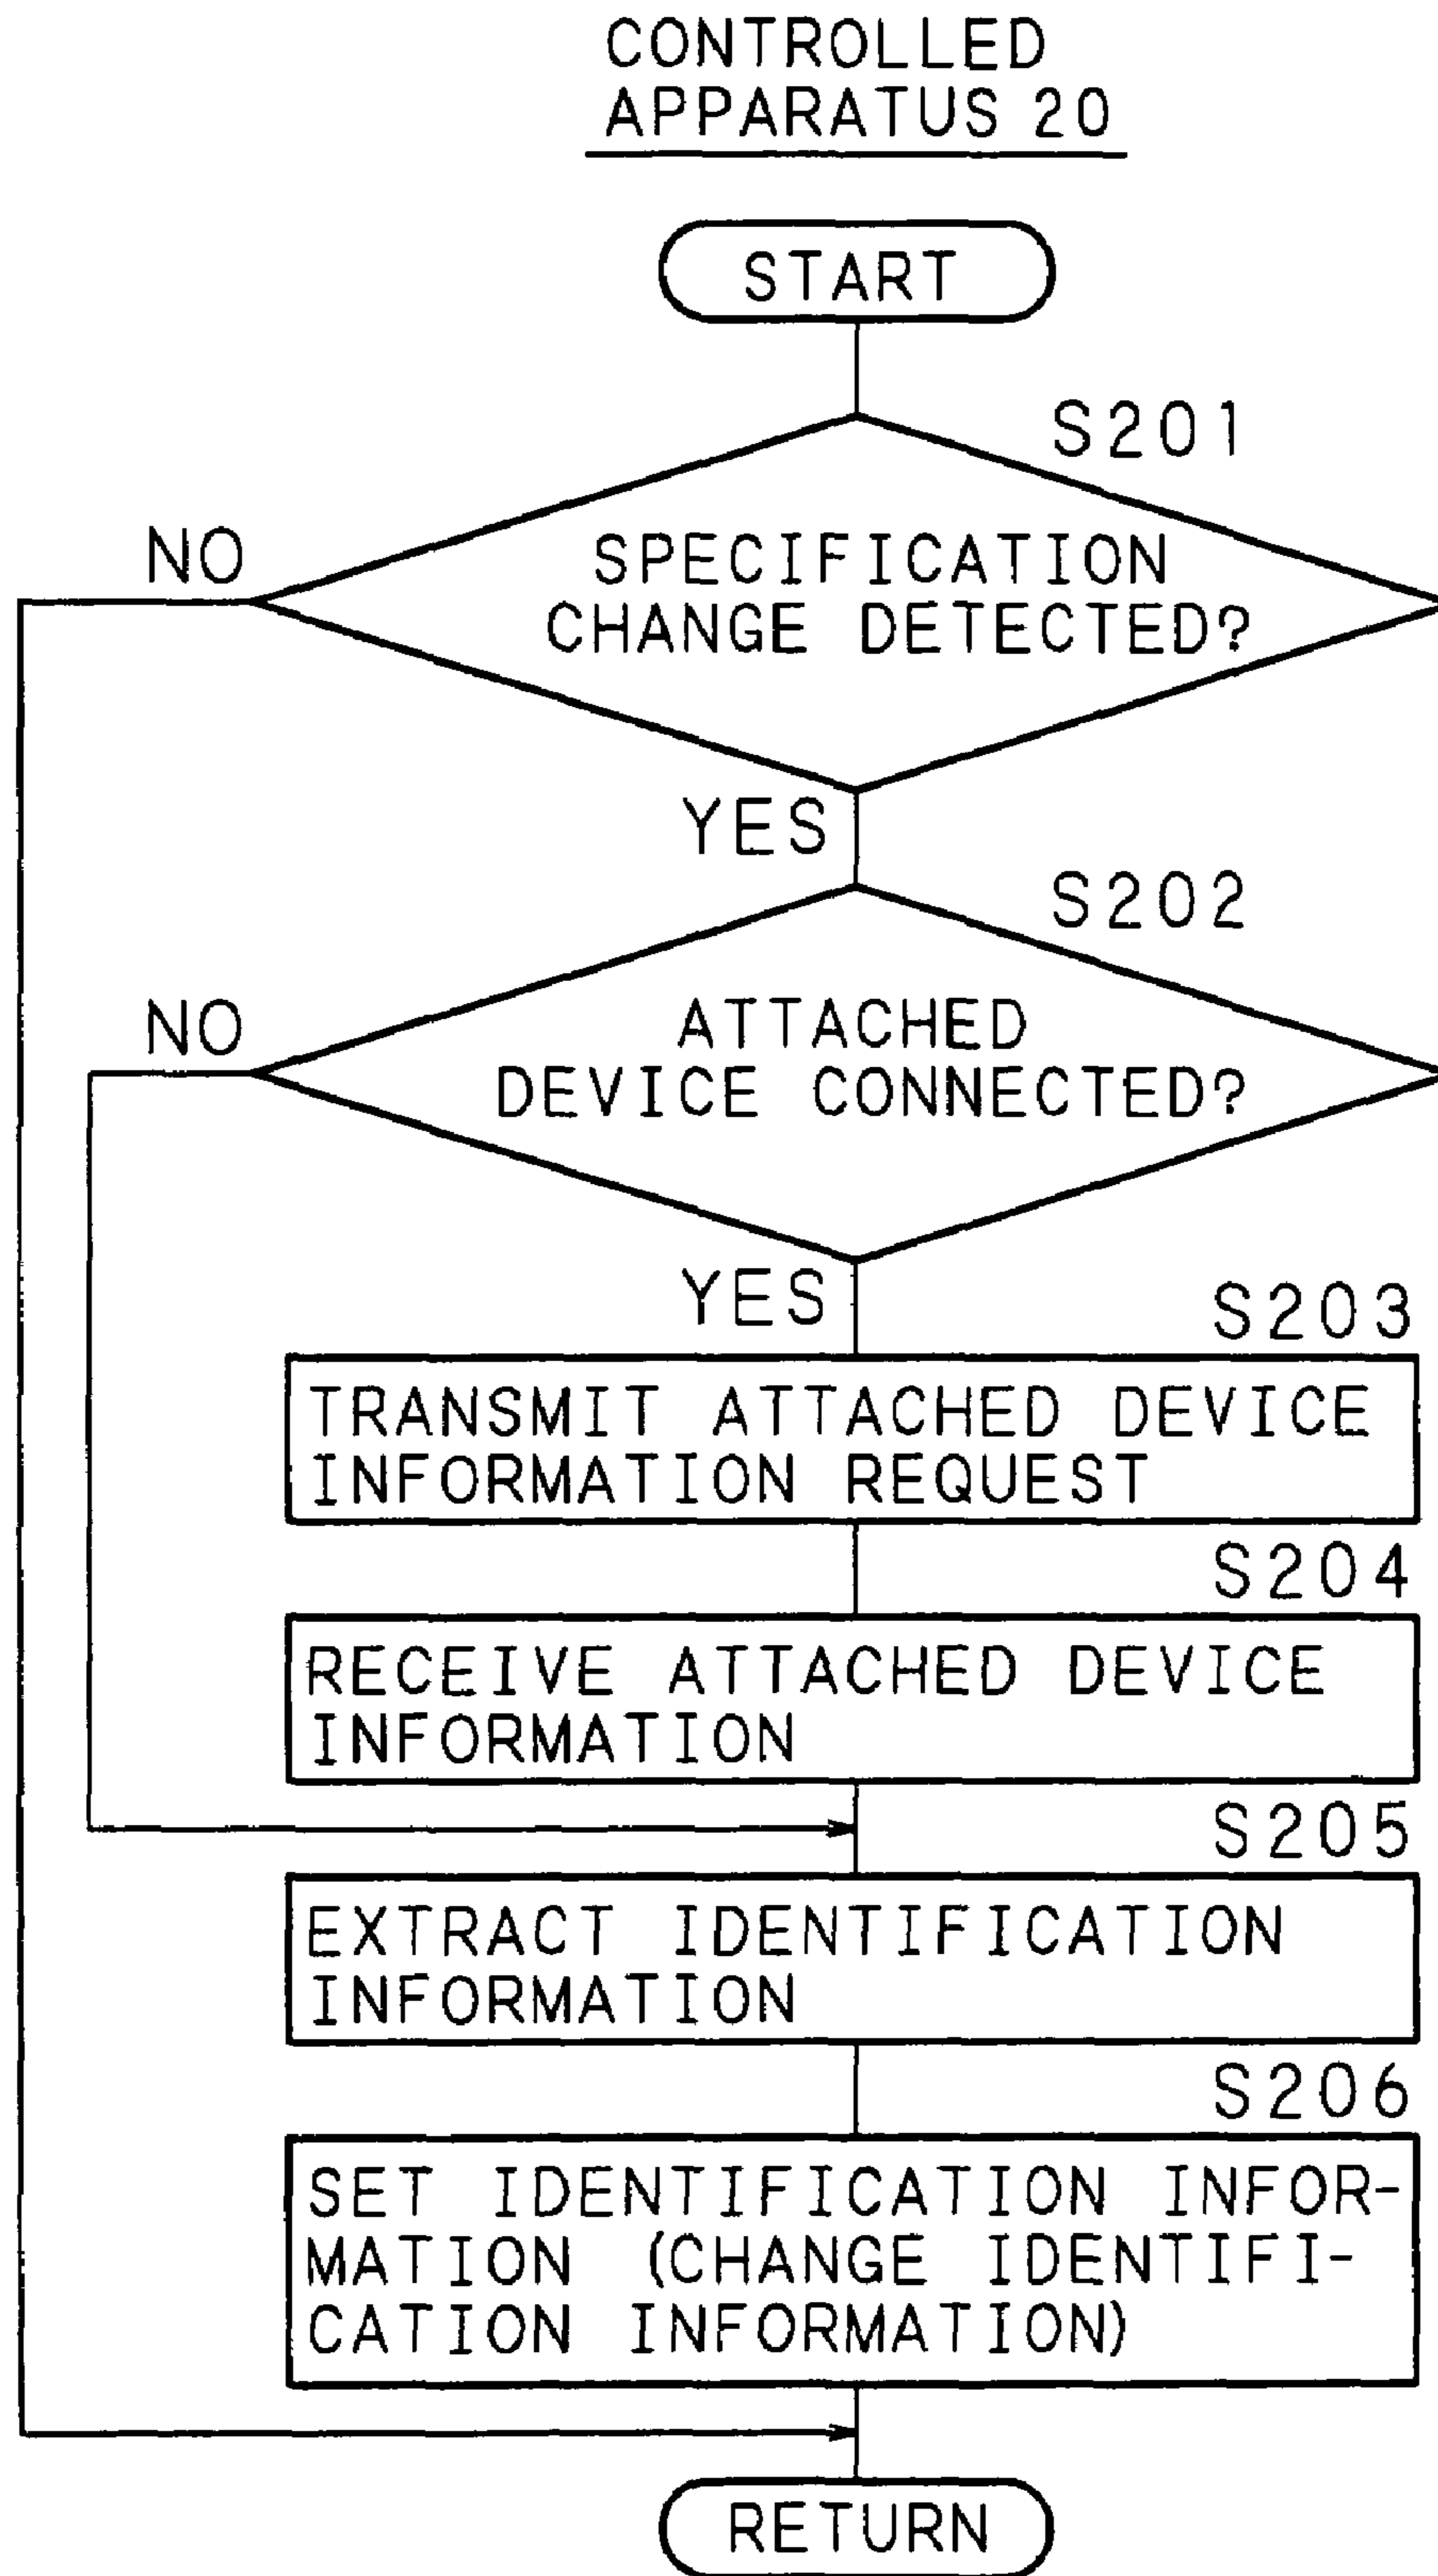 CONTROLLED
APPARATUS 20
START
S201
NO
SPECIFICATION
CHANGE DETECTED?
YES
S202
NO
ATTACHED
DEVICE CONNECTED?
YES
S203
TRANSMIT ATTACHED DEVICE
INFORMATION REQUEST
S204
RECEIVE ATTACHED DEVICE
INFORMATION
S205
EXTRACT IDENTIFICATION
INFORMATION
S206
SET IDENTIFICATION INFOR-
MATION (CHANGE IDENTIFI-
CATION INFORMATION)
RETURN